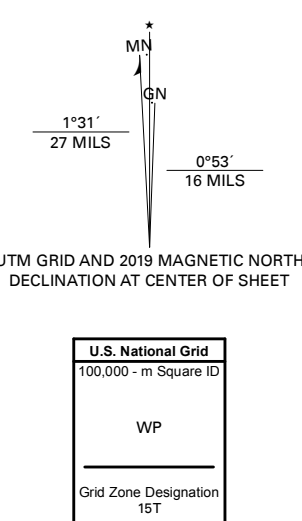 ★
MN
GN
1°31´
27 MILS
0°53´
16 MILS
UTM GRID AND 2019 MAGNETIC NORTH
DECLINATION AT CENTER OF SHEET
U.S. National Grid
100,000 - m Square ID
WP
Grid Zone Designation
15T